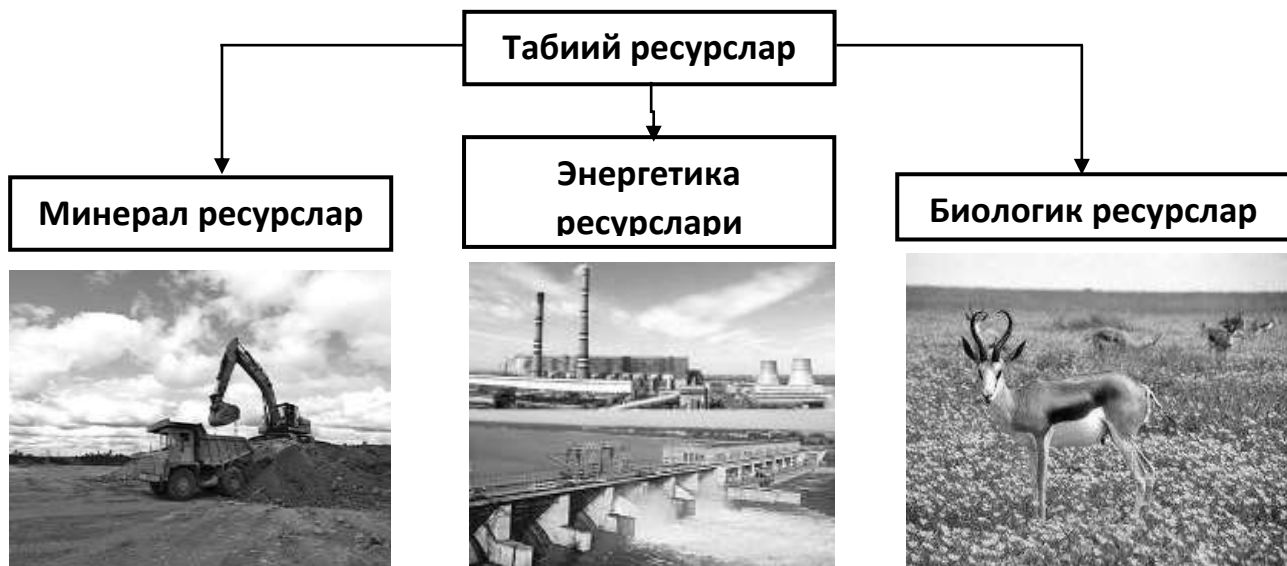 Табиий ресурслар
Минерал ресурслар
Энергетика
ресурслари
Биологик ресурслар